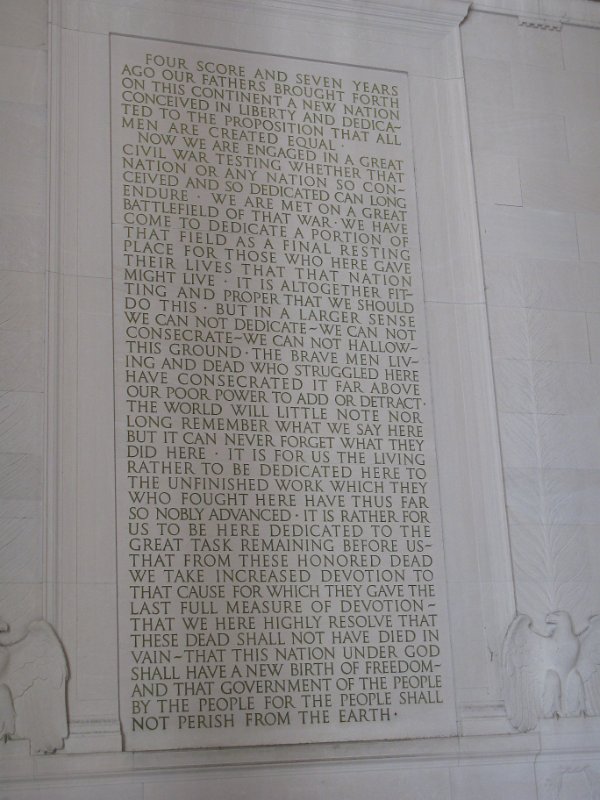 FOUR SCORE AND SEVEN YEARS
AGO OUR FATHERS BROUGHT FORTH
ON THIS CONTINENT A NEW NATION
CONCEIVED IN LIBERTY AND DEDICA~
TED TO THE PROPOSITION THAT ALL
MEN ARE CREATED EQUAL ·
NOW WE ARE ENGAGED IN A GREAT
CIVIL WAR TESTING WHETHER THAT
NATION OR ANY NATION SO CON~
CEIVED AND SO DEDICATED CAN LONG
ENDURE · WE ARE MET ON A GREAT
BATTLEFIELD OF THAT WAR · WE HAVE
COME TO DEDICATE A PORTION OF
THAT FIELD AS A FINAL RESTING
PLACE FOR THOSE WHO HERE GAVE
THEIR LIVES THAT THAT NATION
MIGHT LIVE · IT IS ALTOGETHER FIT~
TING AND PROPER THAT WE SHOULD
DO THIS · BUT IN A LARGER SENSE
WE CAN NOT DEDICATE~WE CAN NOT
CONSECRATE~WE CAN NOT HALLOW~
THIS GROUND · THE BRAVE MEN LIV~
ING AND DEAD WHO STRUGGLED HERE
HAVE CONSECRATED IT FAR ABOVE
OUR POOR POWER TO ADD OR DETRACT ·
THE WORLD WILL LITTLE NOTE NOR
LONG REMEMBER WHAT WE SAY HERE
BUT IT CAN NEVER FORGET WHAT THEY
DID HERE · IT IS FOR US THE LIVING
RATHER TO BE DEDICATED HERE TO
THE UNFINISHED WORK WHICH THEY
WHO FOUGHT HERE HAVE THUS FAR
SO NOBLY ADVANCED · IT IS RATHER FOR
US TO BE HERE DEDICATED TO THE
GREAT TASK REMAINING BEFORE US~
THAT FROM THESE HONORED DEAD
WE TAKE INCREASED DEVOTION TO
THAT CAUSE FOR WHICH THEY GAVE THE
LAST FULL MEASURE OF DEVOTION~
THAT WE HERE HIGHLY RESOLVE THAT
THESE DEAD SHALL NOT HAVE DIED IN
VAIN~THAT THIS NATION UNDER GOD
SHALL HAVE A NEW BIRTH OF FREEDOM~
AND THAT GOVERNMENT OF THE PEOPLE
BY THE PEOPLE FOR THE PEOPLE SHALL
NOT PERISH FROM THE EARTH ·